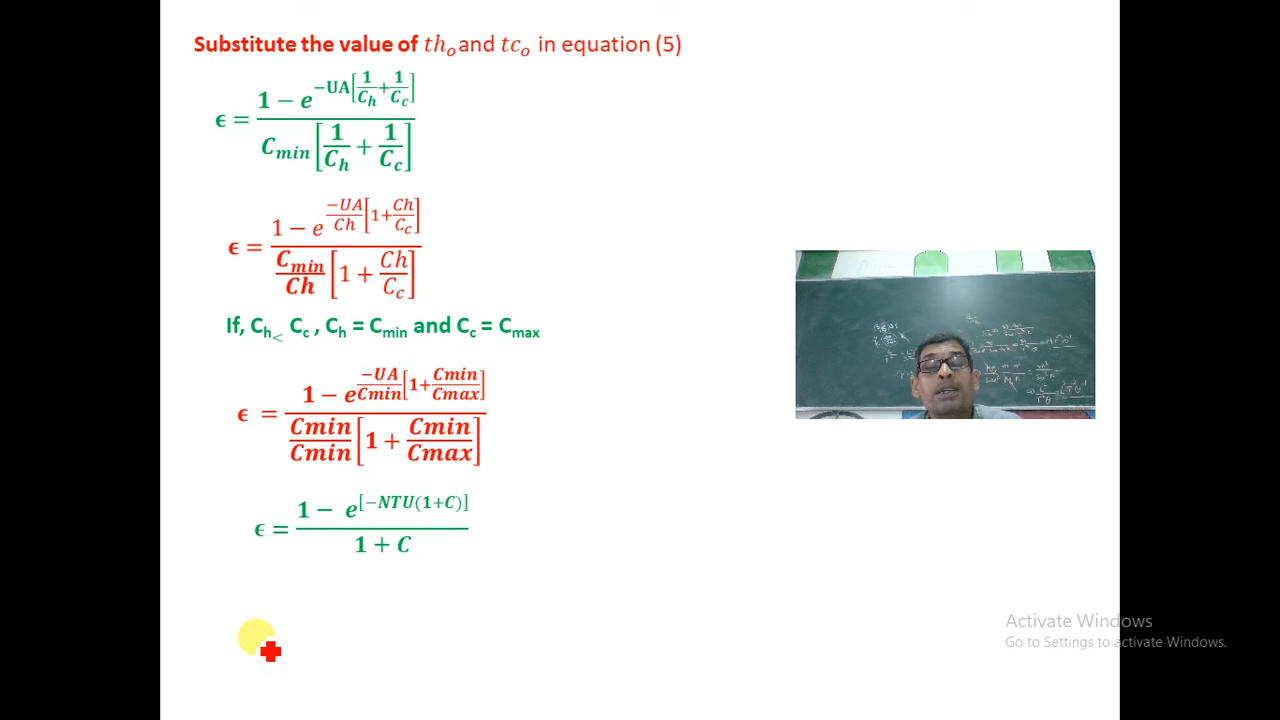 Substitute the value of th₀ and tc₀ in equation (5)
ϵ = (1 − e^(−UA[1/C_h + 1/C_c])) / (C_min [1/C_h + 1/C_c])
ϵ = (1 − e^((−UA/Ch)[1 + Ch/C_c])) / ((C_min/Ch) [1 + Ch/C_c])
If, C_h < C_c , C_h = C_min and C_c = C_max
ϵ = (1 − e^((−UA/Cmin)[1 + Cmin/Cmax])) / ((Cmin/Cmin) [1 + Cmin/Cmax])
ϵ = (1 − e^[−NTU(1+C)]) / (1 + C)
Activate Windows
Go to Settings to activate Windows.